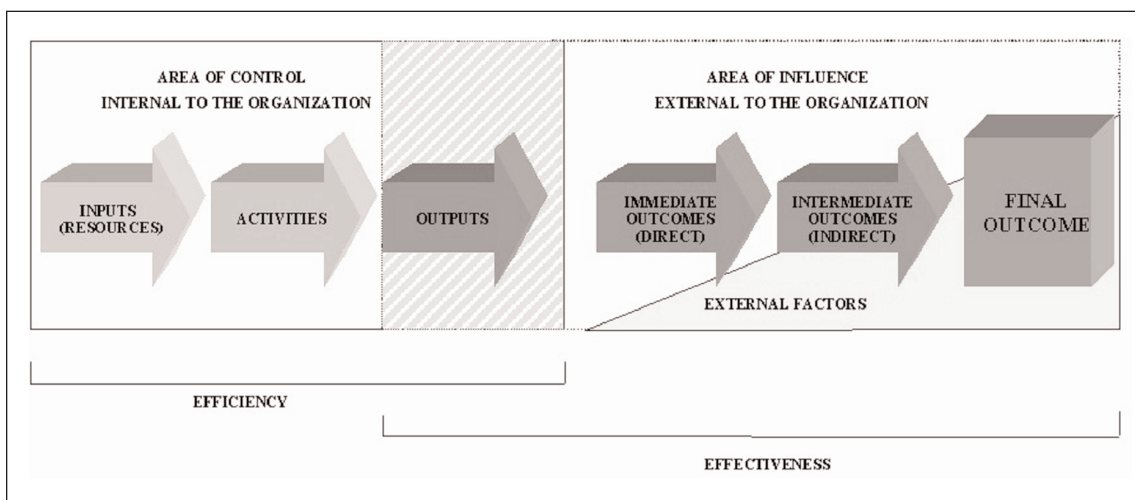 AREA OF CONTROL
INTERNAL TO THE ORGANIZATION
AREA OF INFLUENCE
EXTERNAL TO THE ORGANIZATION
INPUTS
(RESOURCES)
ACTIVITIES
OUTPUTS
IMMEDIATE
OUTCOMES
(DIRECT)
INTERMEDIATE
OUTCOMES
(INDIRECT)
FINAL
OUTCOME
EXTERNAL FACTORS
EFFICIENCY
EFFECTIVENESS